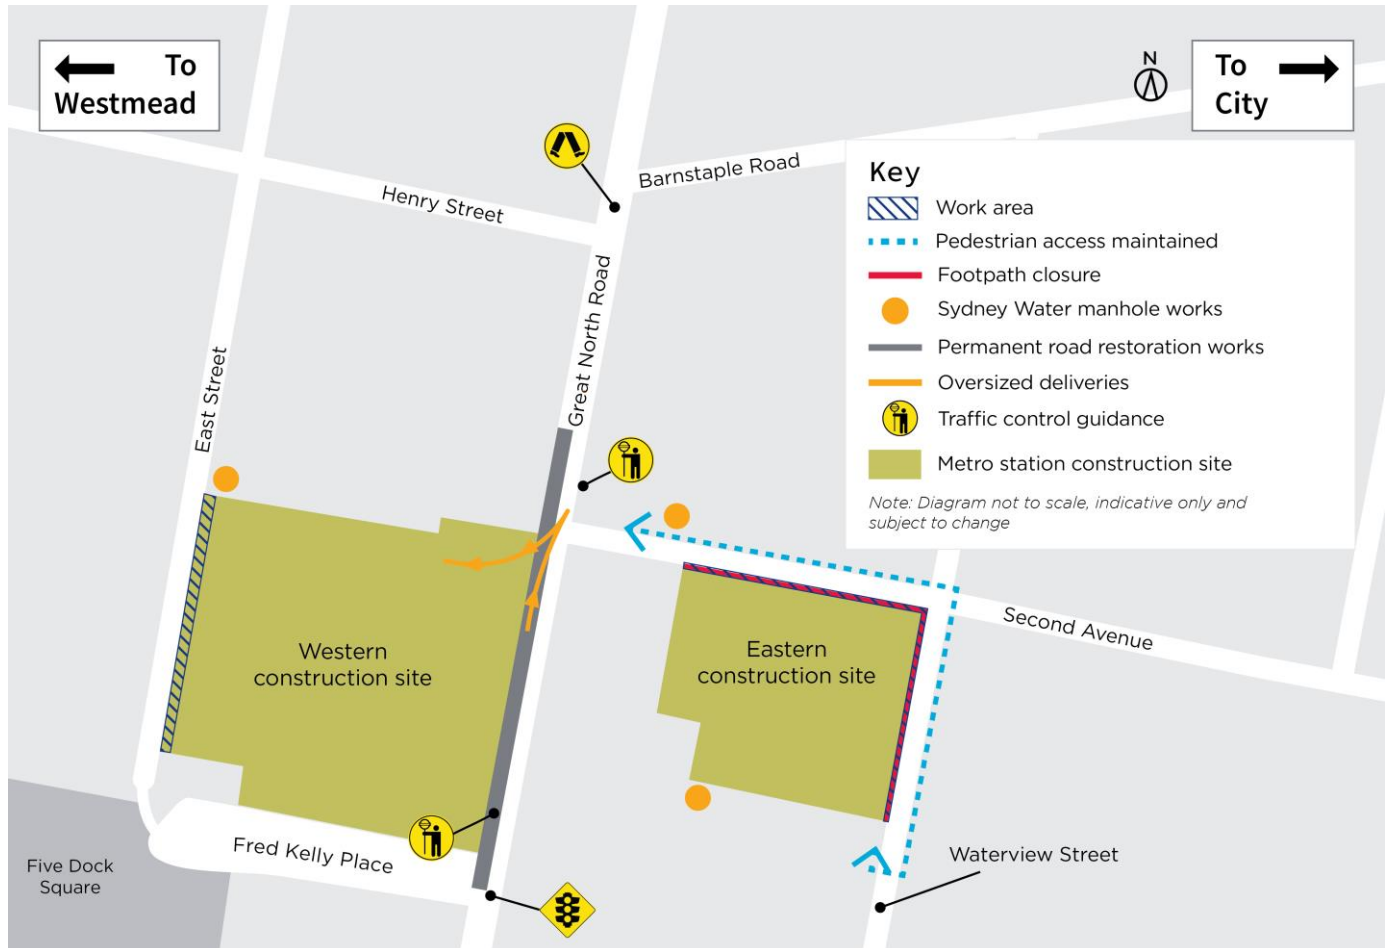 To
Westmead
N
To
City
Barnstaple Road
Henry Street
Key
Work area
Pedestrian access maintained
Footpath closure
Sydney Water manhole works
Permanent road restoration works
Oversized deliveries
Traffic control guidance
Metro station construction site
Note: Diagram not to scale, indicative only and
subject to change
Great North Road
East Street
Second Avenue
Western
construction site
Eastern
construction site
Fred Kelly Place
Waterview Street
Five Dock
Square